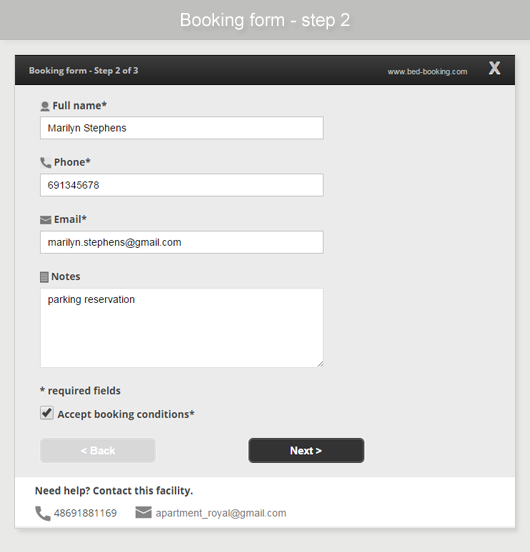 Booking form - step 2
Booking form - Step 2 of 3
www.bed-booking.com
X
Full name*
Marilyn Stephens
Phone*
691345678
Email*
marilyn.stephens@gmail.com
Notes
parking reservation
* required fields
Accept booking conditions*
< Back
Next >
Need help? Contact this facility.
48691881169
apartment_royal@gmail.com